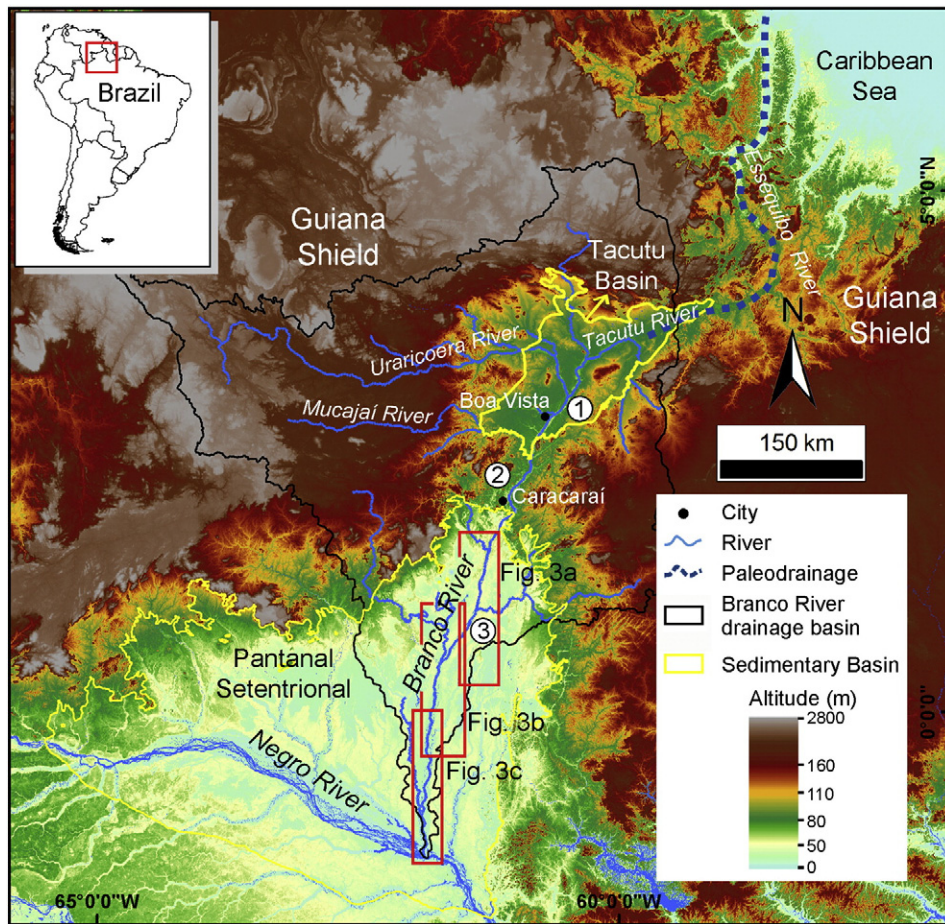 Brazil
Caribbean
Sea
Essequibo
River
5°0'0"N
Guiana
Shield
Tacutu
Basin
Guiana
Shield
N
Tacutu River
Uraricoera River
Boa Vista
1
Mucajaí River
150 km
2
Caracaraí
City
River
Paleodrainage
Branco River
drainage basin
Sedimentary Basin
Fig. 3a
Branco River
3
Pantanal
Setentrional
Altitude (m)
2800
160
110
80
50
0
0°0'0"
Fig. 3b
Negro River
Fig. 3c
65°0'0"W
60°0'0"W